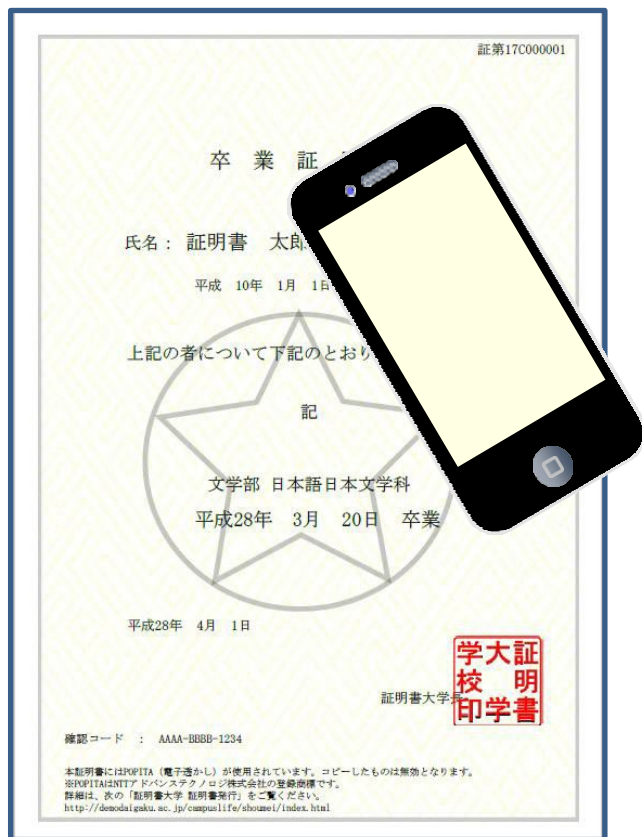 証第17C000001
卒 業 証
氏名： 証明書 太郎
平成 10年 1月 1日
上記の者について下記のとおり
記
文学部 日本語日本文学科
平成28年 3月 20日 卒業
平成28年 4月 1日
証明書大学長
証明書
大学
学校印
確認コード ： AAAA-BBBB-1234
本証明書にはPOPITA（電子透かし）が使用されています。コピーしたものは無効となります。
※POPITAはNTTアドバンステクノロジ株式会社の登録商標です。
詳細は、次の「証明書大学 証明書発行」をご覧ください。
http://demodaigaku.ac.jp/campuslife/shoumei/index.html